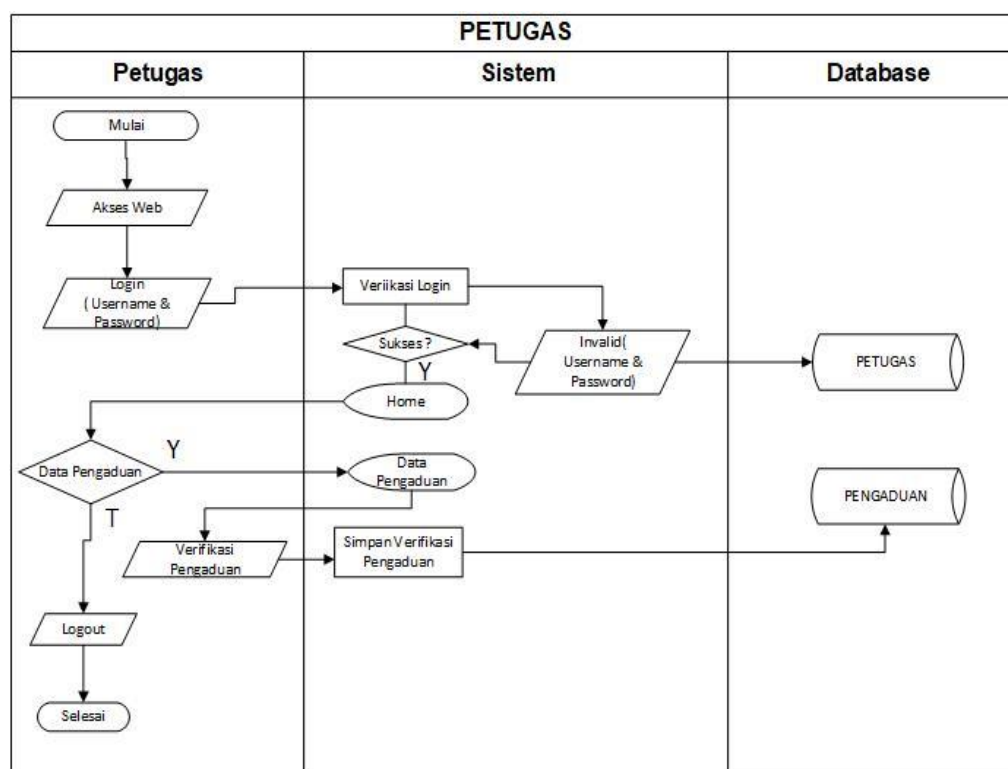 PETUGAS
Petugas
Sistem
Database
Mulai
Akses Web
Login
( Username &
Password)
Veriikasi Login
Sukses ?
Y
Invalid(
Username &
Password)
PETUGAS
Home
Data Pengaduan
Y
T
Data
Pengaduan
PENGADUAN
Verifikasi
Pengaduan
Simpan Verifikasi
Pengaduan
Logout
Selesai